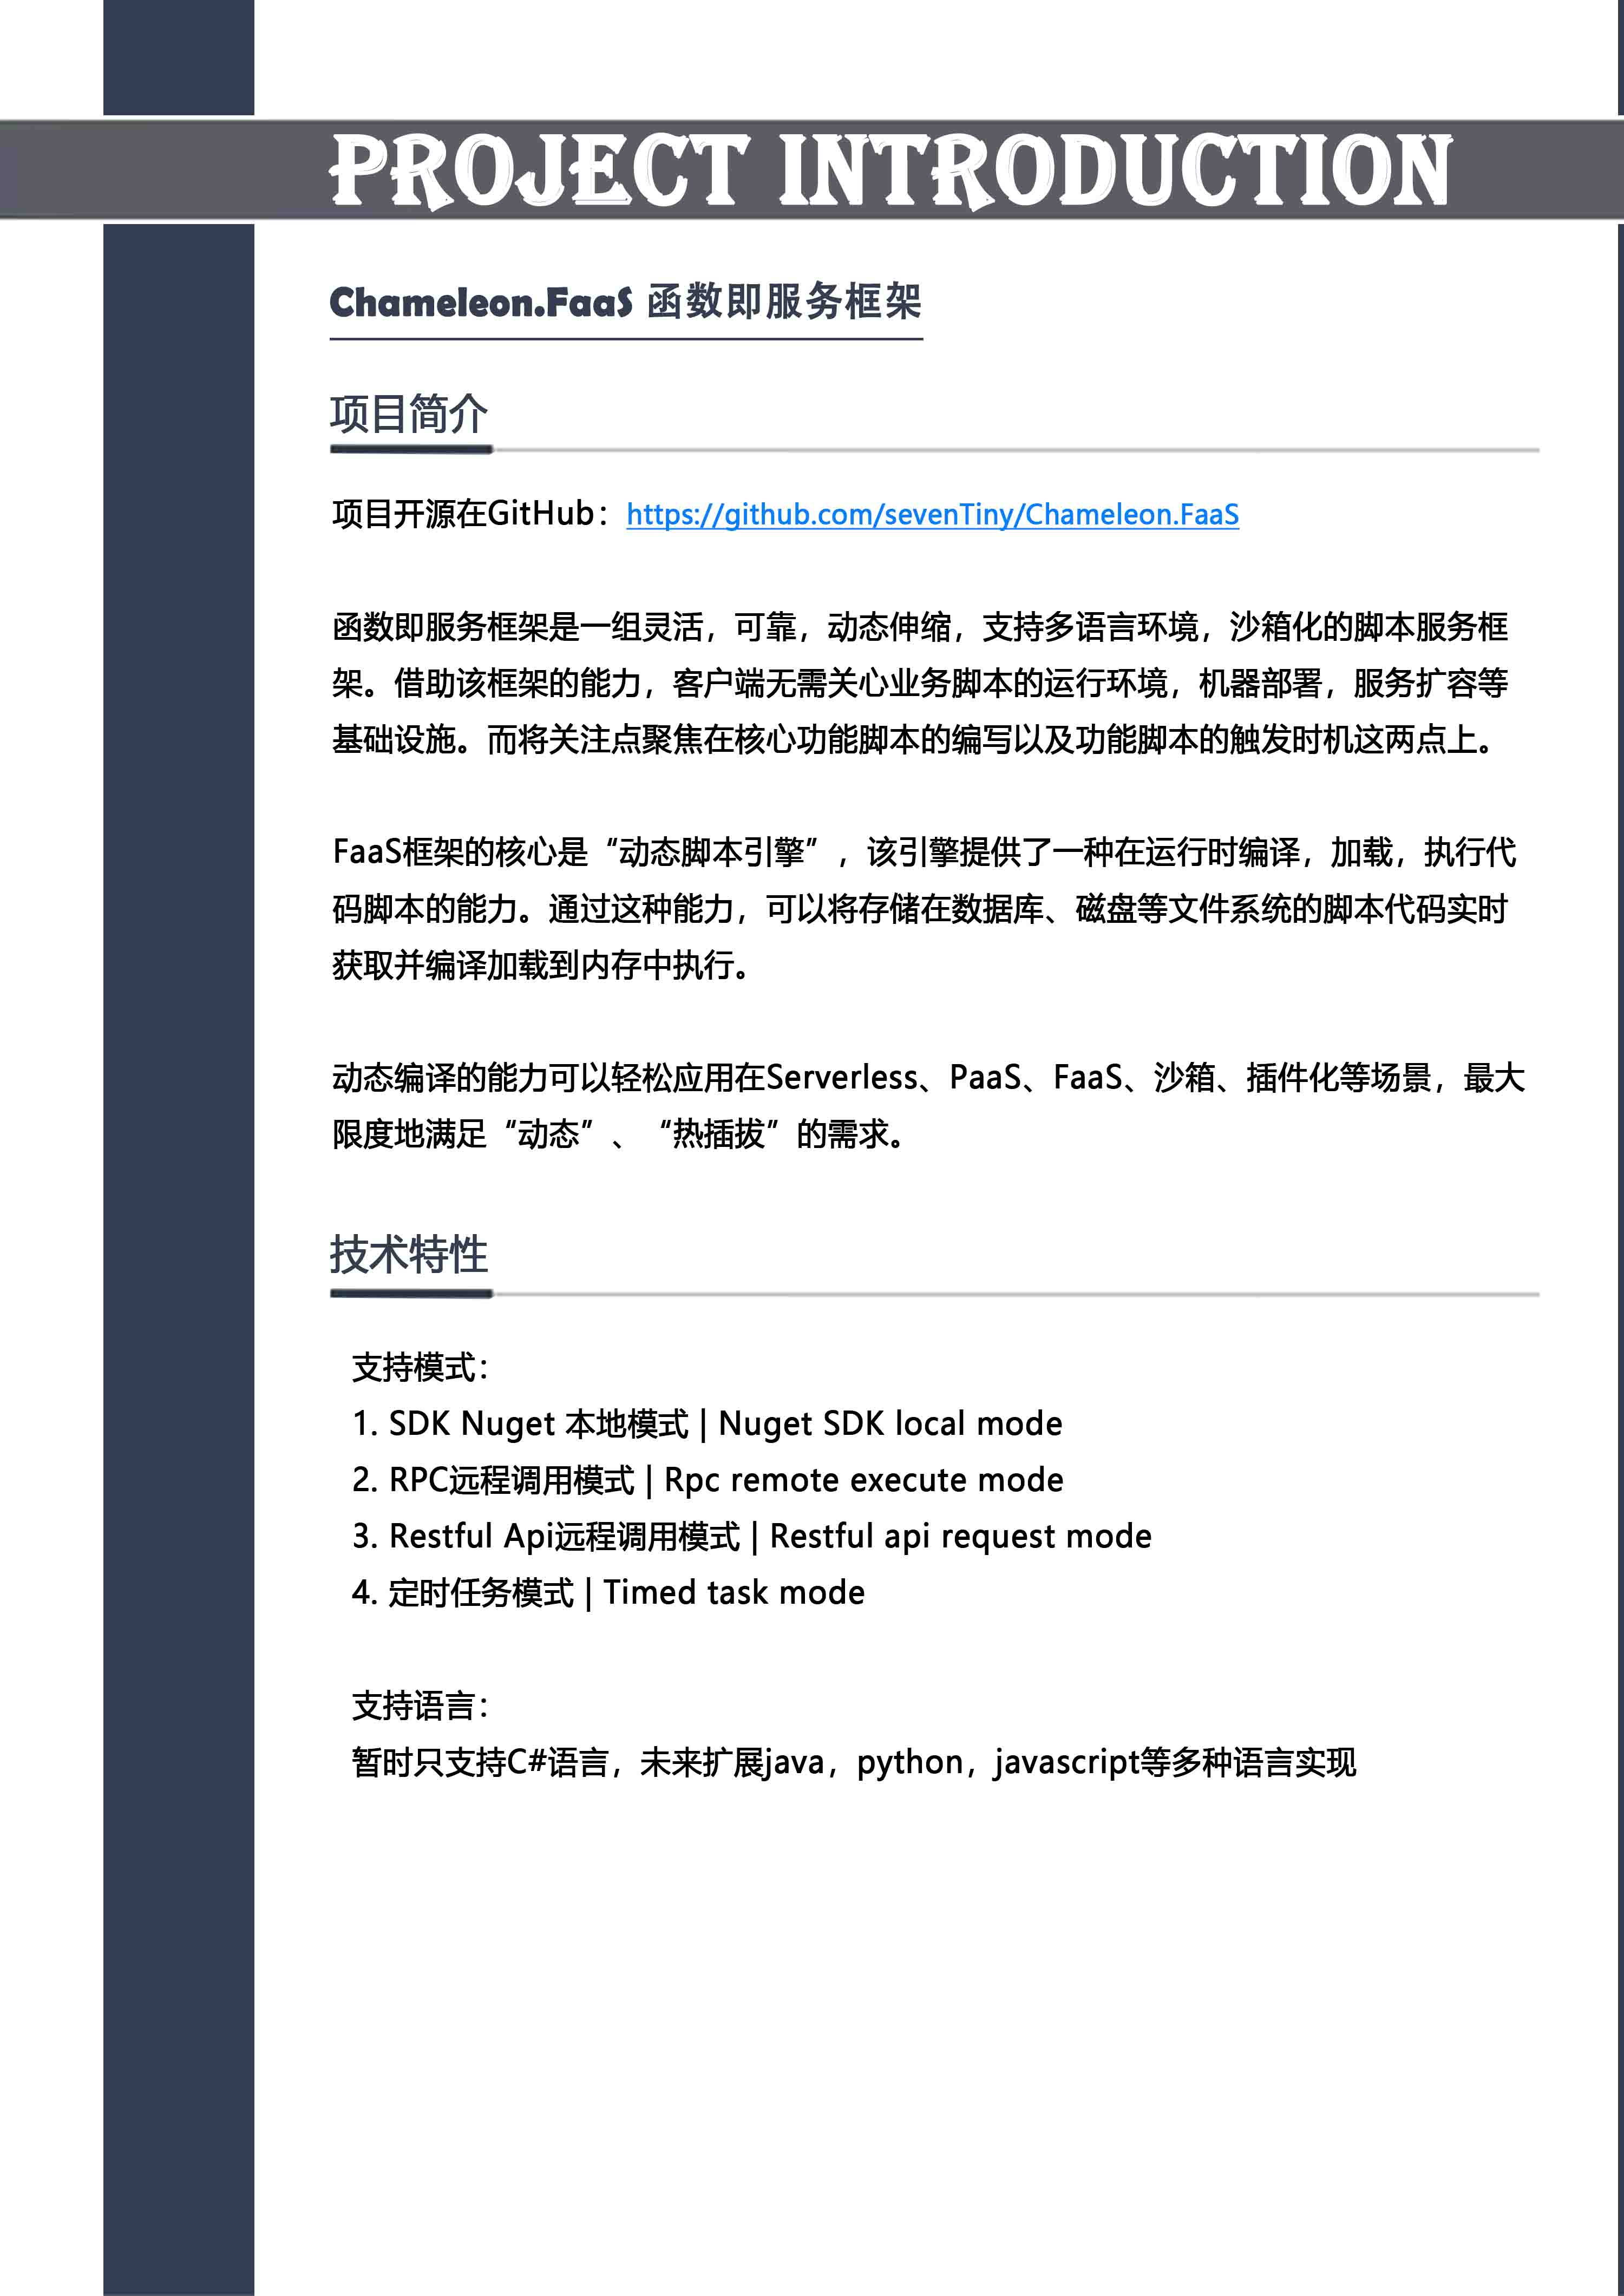 PROJECT INTRODUCTION
Chameleon.FaaS 函数即服务框架
项目简介
项目开源在GitHub：https://github.com/sevenTiny/Chameleon.FaaS
函数即服务框架是一组灵活，可靠，动态伸缩，支持多语言环境，沙箱化的脚本服务框
架。借助该框架的能力，客户端无需关心业务脚本的运行环境，机器部署，服务扩容等
基础设施。而将关注点聚焦在核心功能脚本的编写以及功能脚本的触发时机这两点上。
FaaS框架的核心是“动态脚本引擎”，该引擎提供了一种在运行时编译，加载，执行代
码脚本的能力。通过这种能力，可以将存储在数据库、磁盘等文件系统的脚本代码实时
获取并编译加载到内存中执行。
动态编译的能力可以轻松应用在Serverless、PaaS、FaaS、沙箱、插件化等场景，最大
限度地满足“动态”、“热插拔”的需求。
技术特性
支持模式：
1. SDK Nuget 本地模式 | Nuget SDK local mode
2. RPC远程调用模式 | Rpc remote execute mode
3. Restful Api远程调用模式 | Restful api request mode
4. 定时任务模式 | Timed task mode
支持语言：
暂时只支持C#语言，未来扩展java，python，javascript等多种语言实现